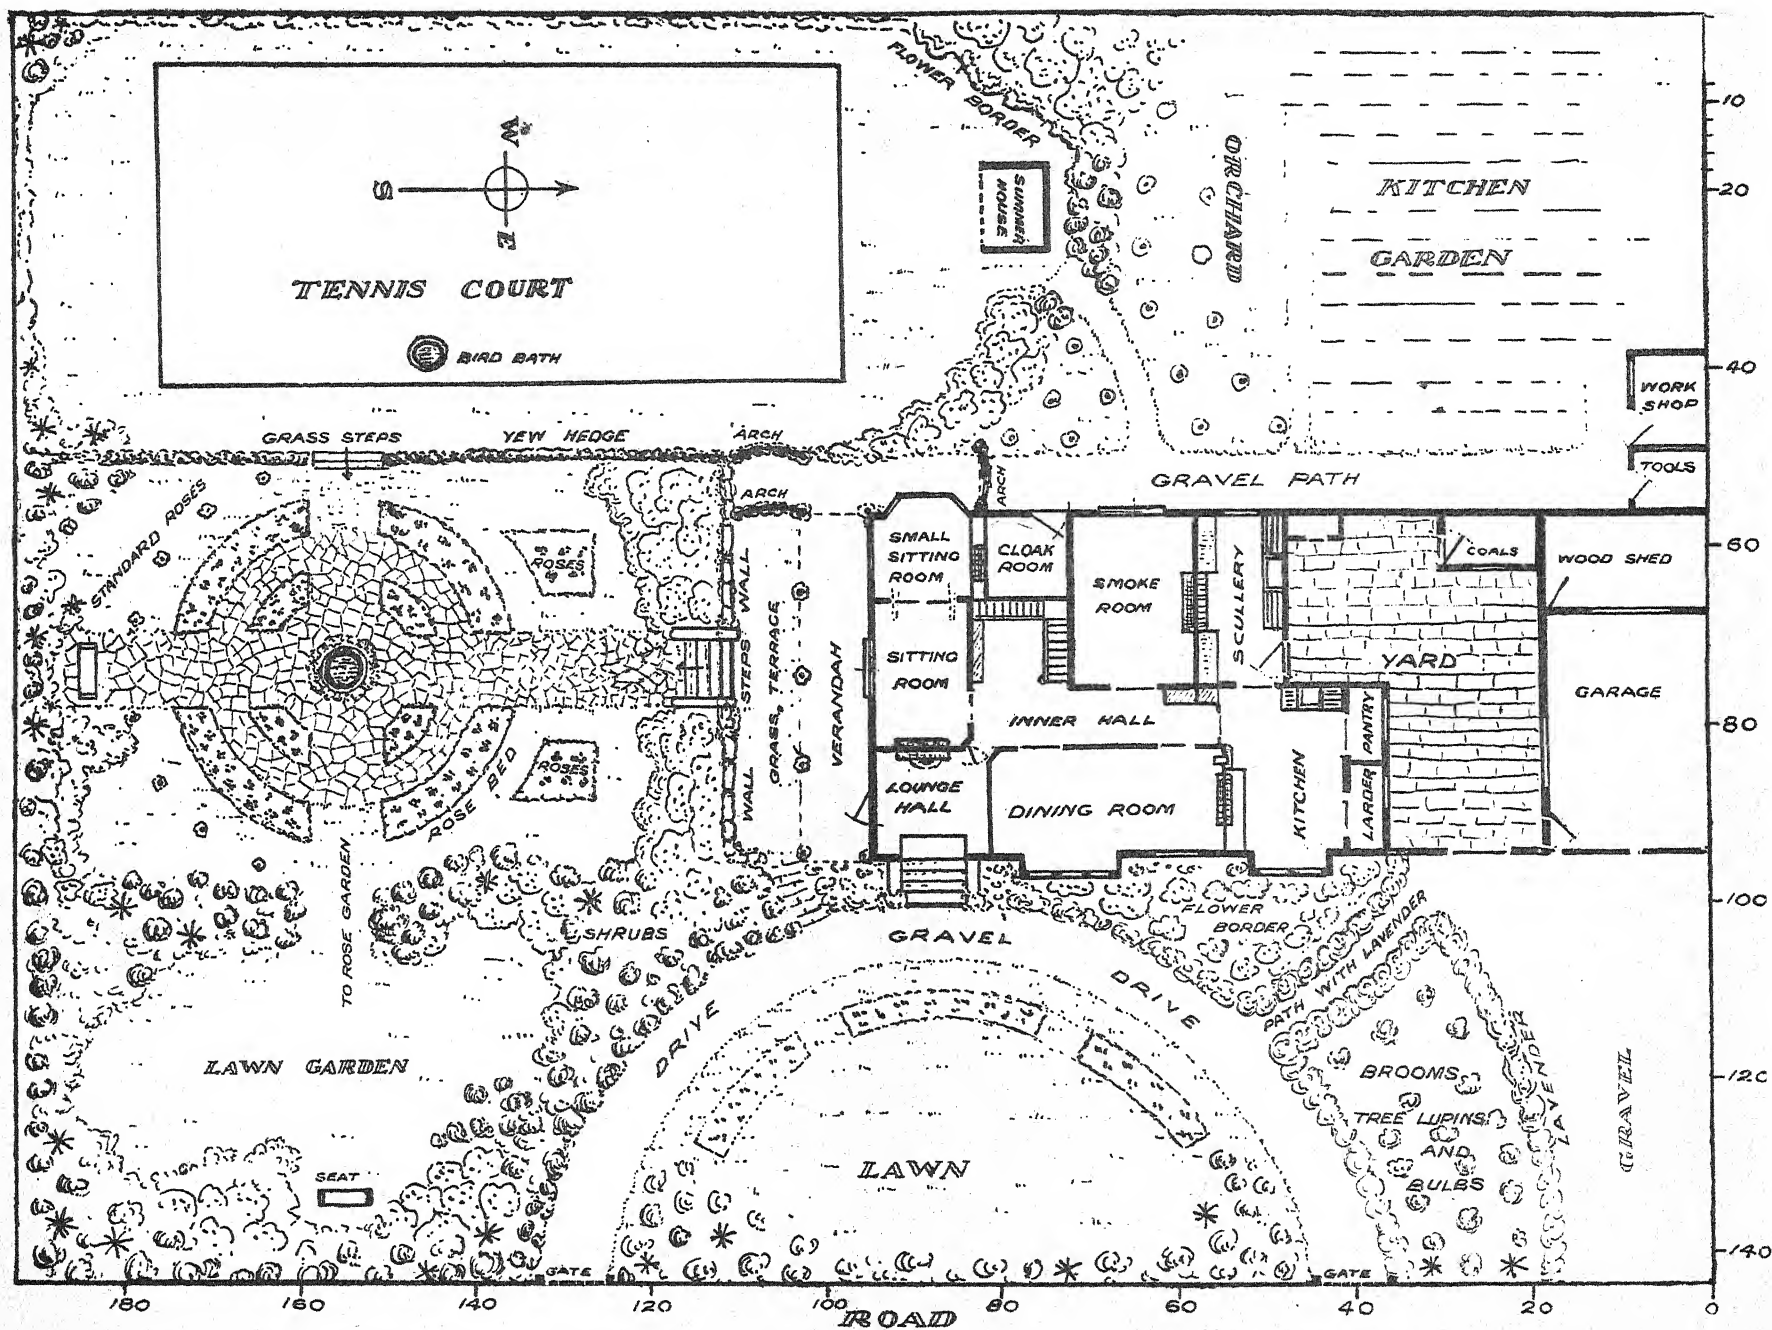 FLOWER BORDER
10
W
S
E
SUMMER
HOUSE
ORCHARD
KITCHEN
20
GARDEN
TENNIS COURT
BIRD BATH
WORK
SHOP
40
GRASS STEPS
YEW HEDGE
ARCH
TOOLS
GRAVEL PATH
ARCH
ARCH
STANDARD ROSES
ROSES
SMALL
SITTING
ROOM
CLOAK
ROOM
SMOKE
ROOM
SCULLERY
COALS
WOOD SHED
60
WALL STEPS WALL
GRASS TERRACE
VERANDAH
SITTING
ROOM
YARD
GARAGE
INNER HALL
PANTRY
80
ROSES
ROSE BED
LOUNGE
HALL
DINING ROOM
KITCHEN
LARDER
TO ROSE GARDEN
SHRUBS
GRAVEL
FLOWER
BORDER
100
PATH WITH LAVENDER
DRIVE
DRIVE
LAWN GARDEN
BROOMS
TREE LUPINS
AND
BULBS
LAVENDER
GRAVEL
120
LAWN
SEAT
140
GATE
GATE
180
160
140
120
100
80
60
40
20
0
ROAD